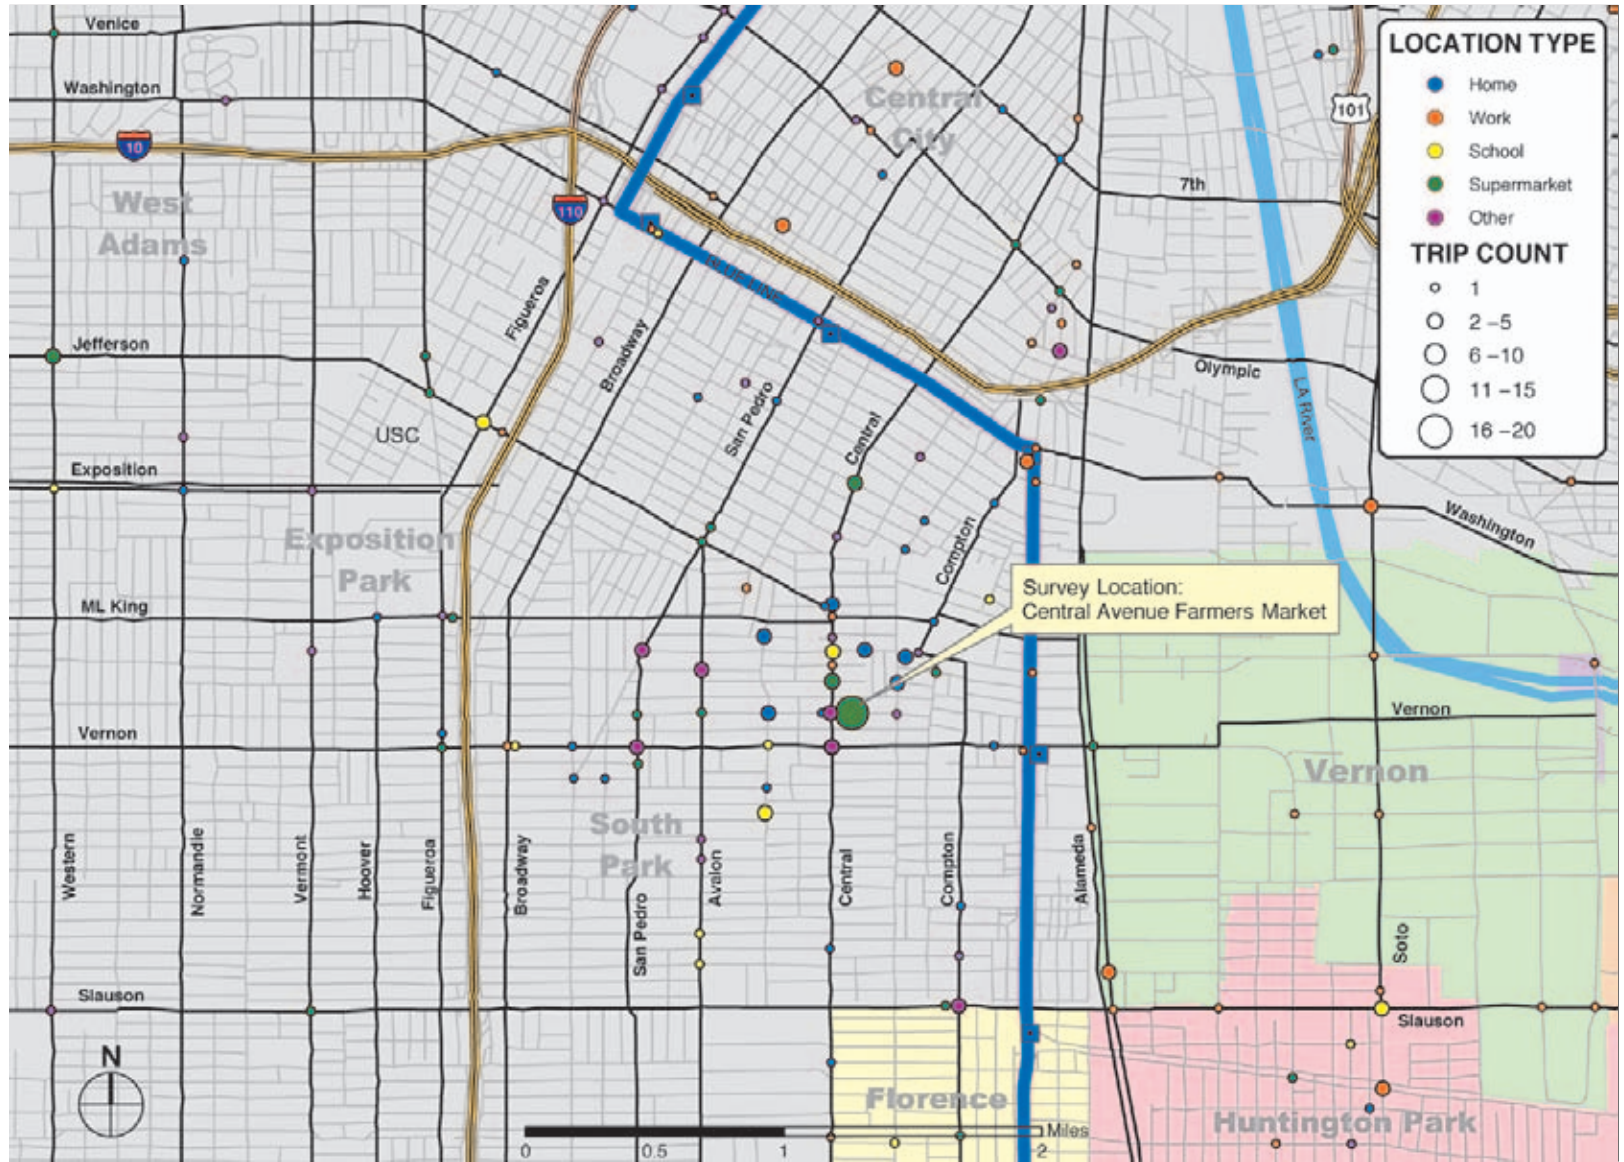 Venice
Washington
10
West
Adams
110
Central
City
7th
101
LOCATION TYPE
Home
Work
School
Supermarket
Other
TRIP COUNT
1
2 –5
6 –10
11 –15
16 –20
Figueroa
Broadway
BLUE LINE
San Pedro
Central
Olympic
LA River
Jefferson
USC
Exposition
Exposition
Park
Compton
Washington
Survey Location:
Central Avenue Farmers Market
ML King
Vernon
Vernon
Vernon
South
Park
Western
Normandie
Vermont
Hoover
Figueroa
Broadway
San Pedro
Avalon
Central
Compton
Alameda
Soto
Slauson
Slauson
N
Florence
Huntington Park
Miles
0
0.5
1
2